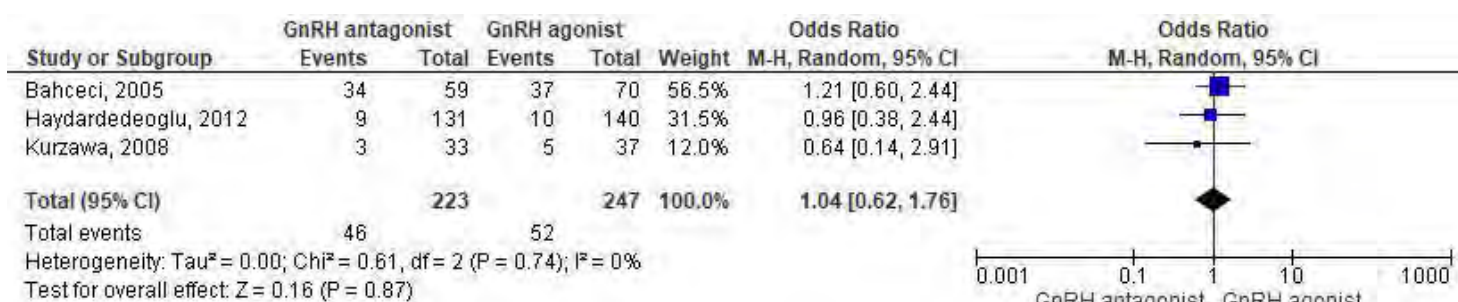 GnRH antagonist GnRH agonist Odds Ratio Odds Ratio
Study or Subgroup Events Total Events Total Weight M-H, Random, 95% CI M-H, Random, 95% CI
Bahceci, 2005 34 59 37 70 56.5% 1.21 [0.60, 2.44]
Haydardedeoglu, 2012 9 131 10 140 31.5% 0.96 [0.38, 2.44]
Kurzawa, 2008 3 33 5 37 12.0% 0.64 [0.14, 2.91]
Total (95% CI) 223 247 100.0% 1.04 [0.62, 1.76]
Total events 46 52
Heterogeneity: Tau² = 0.00; Chi² = 0.61, df = 2 (P = 0.74); I² = 0%
Test for overall effect: Z = 0.16 (P = 0.87)
0.001 0.1 1 10 1000
GnRH antagonist GnRH agonist